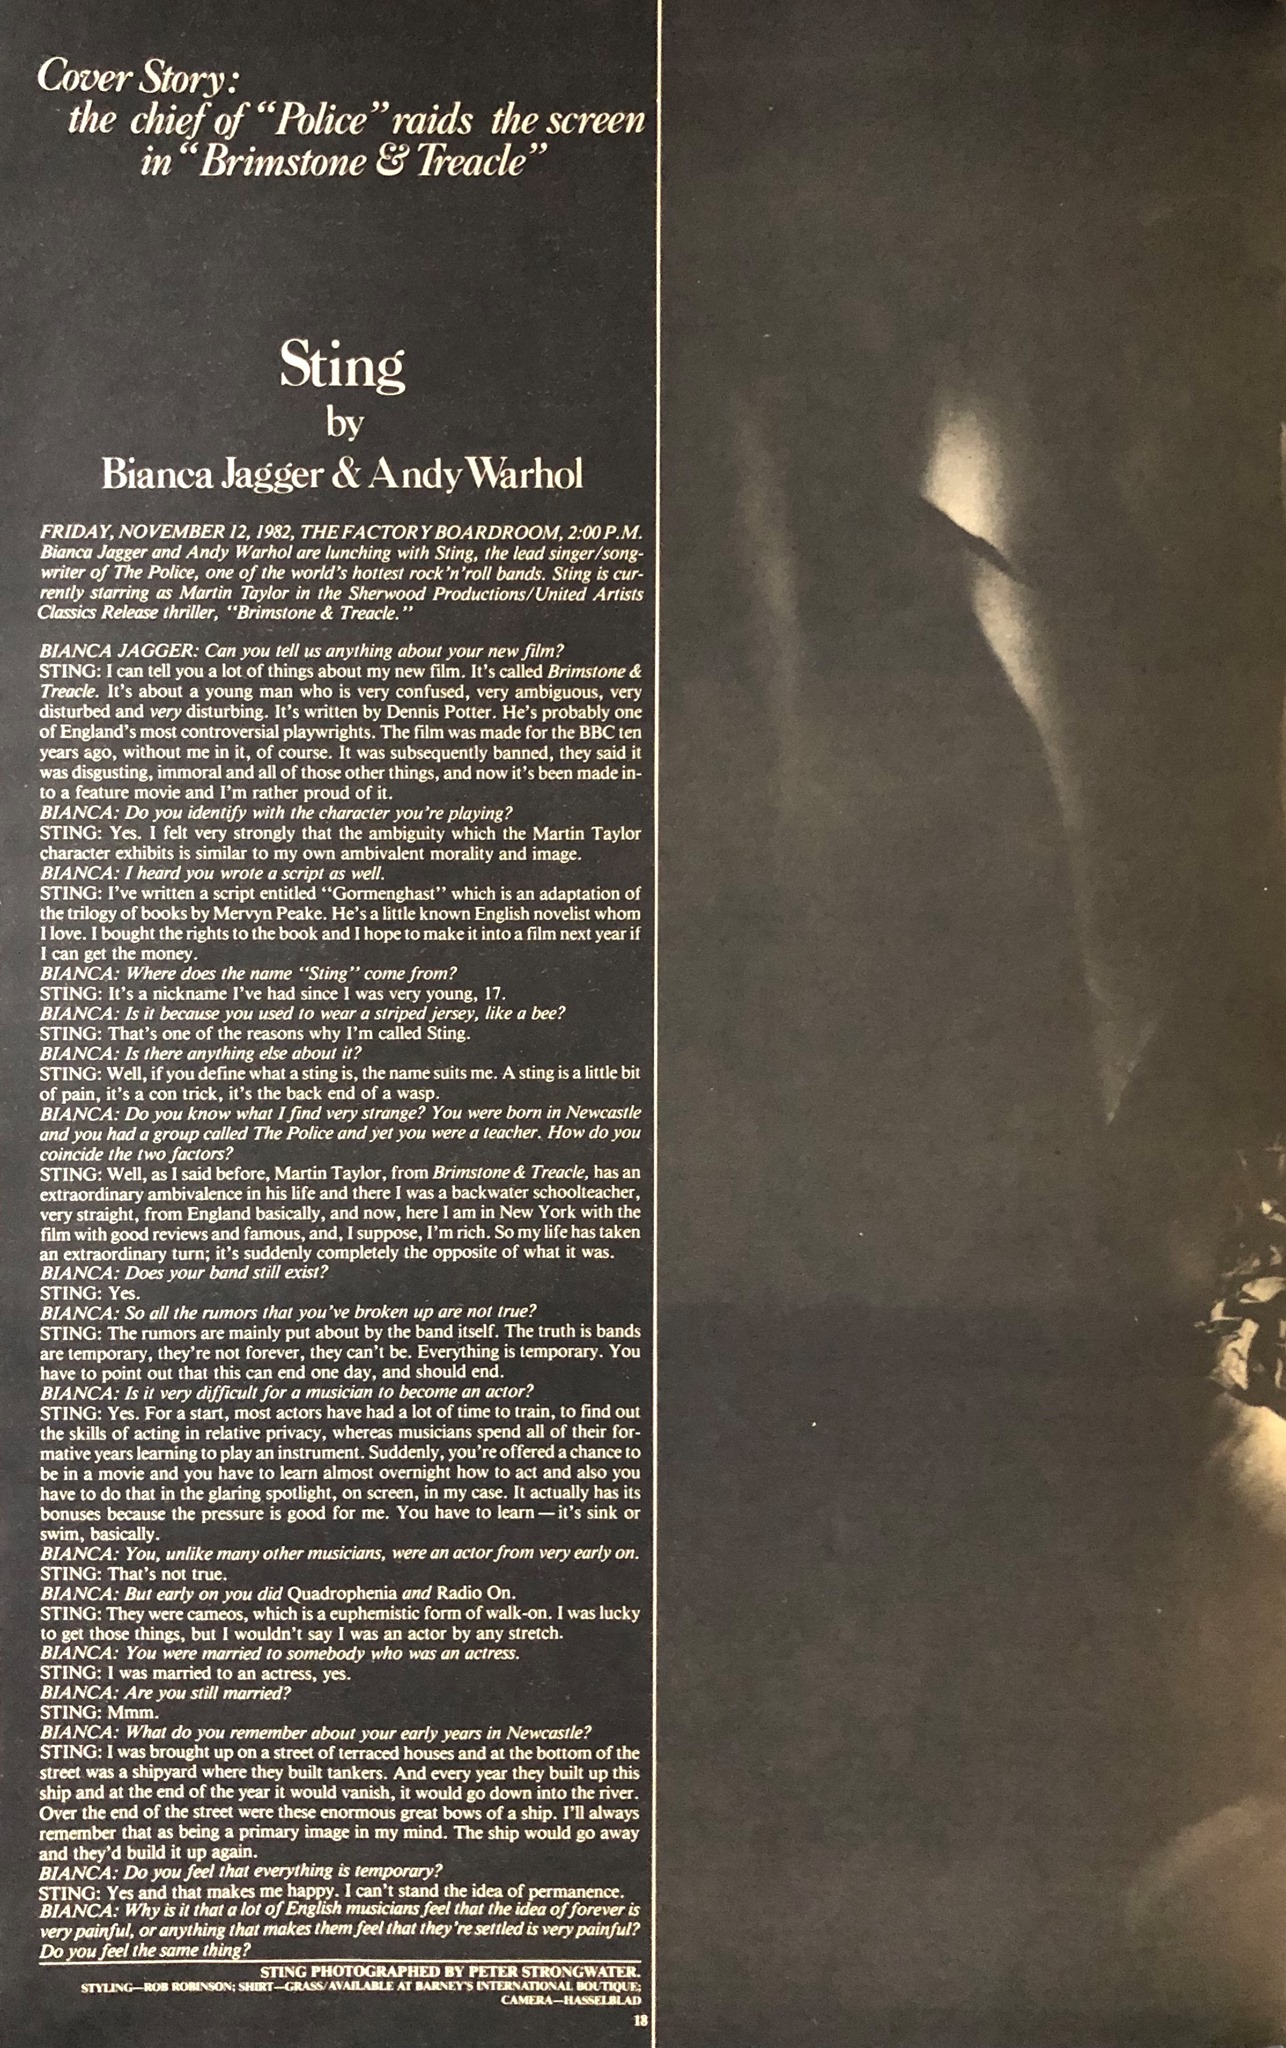 Cover Story:
the chief of “Police” raids the screen
in “Brimstone & Treacle”
Sting
by
Bianca Jagger & Andy Warhol
FRIDAY, NOVEMBER 12, 1982, THE FACTORY BOARDROOM, 2:00 P.M.
Bianca Jagger and Andy Warhol are lunching with Sting, the lead singer/song-
writer of The Police, one of the world's hottest rock'n'roll bands. Sting is cur-
rently starring as Martin Taylor in the Sherwood Productions/United Artists
Classics Release thriller, “Brimstone & Treacle.”
BIANCA JAGGER: Can you tell us anything about your new film?
STING: I can tell you a lot of things about my new film. It's called Brimstone &
Treacle. It's about a young man who is very confused, very ambiguous, very
disturbed and very disturbing. It's written by Dennis Potter. He's probably one
of England's most controversial playwrights. The film was made for the BBC ten
years ago, without me in it, of course. It was subsequently banned, they said it
was disgusting, immoral and all of those other things, and now it's been made in-
to a feature movie and I'm rather proud of it.
BIANCA: Do you identify with the character you're playing?
STING: Yes. I felt very strongly that the ambiguity which the Martin Taylor
character exhibits is similar to my own ambivalent morality and image.
BIANCA: I heard you wrote a script as well.
STING: I've written a script entitled “Gormenghast” which is an adaptation of
the trilogy of books by Mervyn Peake. He's a little known English novelist whom
I love. I bought the rights to the book and I hope to make it into a film next year if
I can get the money.
BIANCA: Where does the name “Sting” come from?
STING: It's a nickname I've had since I was very young, 17.
BIANCA: Is it because you used to wear a striped jersey, like a bee?
STING: That's one of the reasons why I'm called Sting.
BIANCA: Is there anything else about it?
STING: Well, if you define what a sting is, the name suits me. A sting is a little bit
of pain, it's a con trick, it's the back end of a wasp.
BIANCA: Do you know what I find very strange? You were born in Newcastle
and you had a group called The Police and yet you were a teacher. How do you
coincide the two factors?
STING: Well, as I said before, Martin Taylor, from Brimstone & Treacle, has an
extraordinary ambivalence in his life and there I was a backwater schoolteacher,
very straight, from England basically, and now, here I am in New York with the
film with good reviews and famous, and, I suppose, I'm rich. So my life has taken
an extraordinary turn; it's suddenly completely the opposite of what it was.
BIANCA: Does your band still exist?
STING: Yes.
BIANCA: So all the rumors that you've broken up are not true?
STING: The rumors are mainly put about by the band itself. The truth is bands
are temporary, they're not forever, they can't be. Everything is temporary. You
have to point out that this can end one day, and should end.
BIANCA: Is it very difficult for a musician to become an actor?
STING: Yes. For a start, most actors have had a lot of time to train, to find out
the skills of acting in relative privacy, whereas musicians spend all of their for-
mative years learning to play an instrument. Suddenly, you're offered a chance to
be in a movie and you have to learn almost overnight how to act and also you
have to do that in the glaring spotlight, on screen, in my case. It actually has its
bonuses because the pressure is good for me. You have to learn—it's sink or
swim, basically.
BIANCA: You, unlike many other musicians, were an actor from very early on.
STING: That's not true.
BIANCA: But early on you did Quadrophenia and Radio On.
STING: They were cameos, which is a euphemistic form of walk-on. I was lucky
to get those things, but I wouldn't say I was an actor by any stretch.
BIANCA: You were married to somebody who was an actress.
STING: I was married to an actress, yes.
BIANCA: Are you still married?
STING: Mmm.
BIANCA: What do you remember about your early years in Newcastle?
STING: I was brought up on a street of terraced houses and at the bottom of the
street was a shipyard where they built tankers. And every year they built up this
ship and at the end of the year it would vanish, it would go down into the river.
Over the end of the street were these enormous great bows of a ship. I'll always
remember that as being a primary image in my mind. The ship would go away
and they'd build it up again.
BIANCA: Do you feel that everything is temporary?
STING: Yes and that makes me happy. I can't stand the idea of permanence.
BIANCA: Why is it that a lot of English musicians feel that the idea of forever is
very painful, or anything that makes them feel that they're settled is very painful?
Do you feel the same thing?
STING PHOTOGRAPHED BY PETER STRONGWATER.
STYLING—ROB ROBINSON; SHIRT—GRASS/AVAILABLE AT BARNEY'S INTERNATIONAL BOUTIQUE;
CAMERA—HASSELBLAD
18